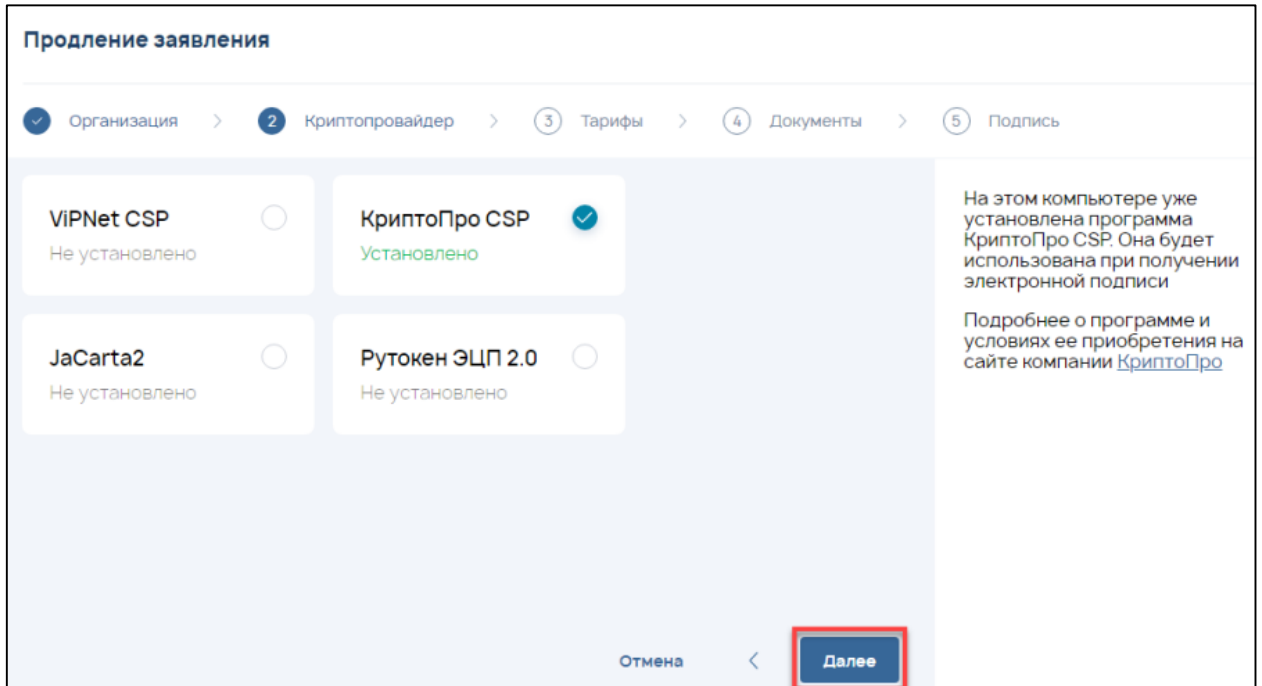 Продление заявления
Организация > 2 Криптопровайдер > 3 Тарифы > 4 Документы > 5 Подпись
ViPNet CSP
Не установлено
КриптоПро CSP
Установлено
JaCarta2
Не установлено
Рутокен ЭЦП 2.0
Не установлено
На этом компьютере уже
установлена программа
КриптоПро CSP. Она будет
использована при получении
электронной подписи
Подробнее о программе и
условиях ее приобретения на
сайте компании КриптоПро
Отмена < Далее